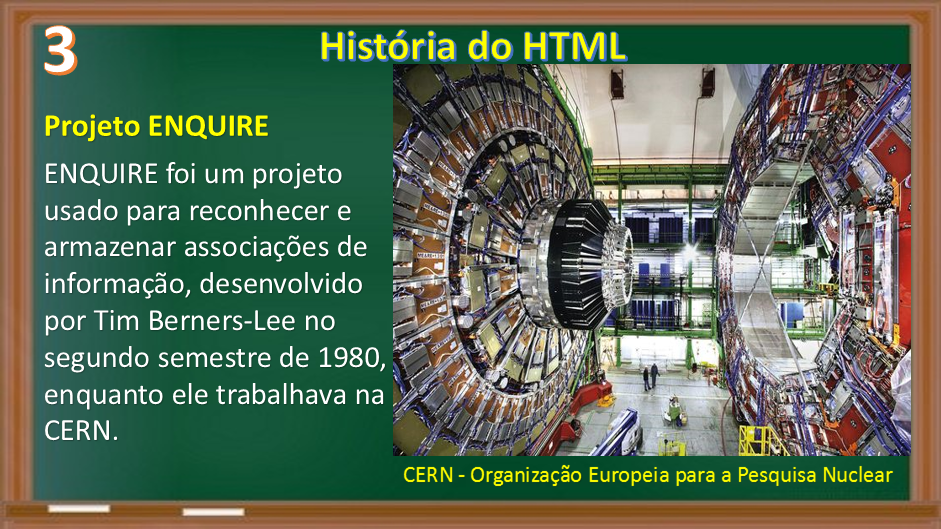 3
História do HTML
Projeto ENQUIRE
ENQUIRE foi um projeto
usado para reconhecer e
armazenar associações de
informação, desenvolvido
por Tim Berners-Lee no
segundo semestre de 1980,
enquanto ele trabalhava na
CERN.
CERN - Organização Europeia para a Pesquisa Nuclear